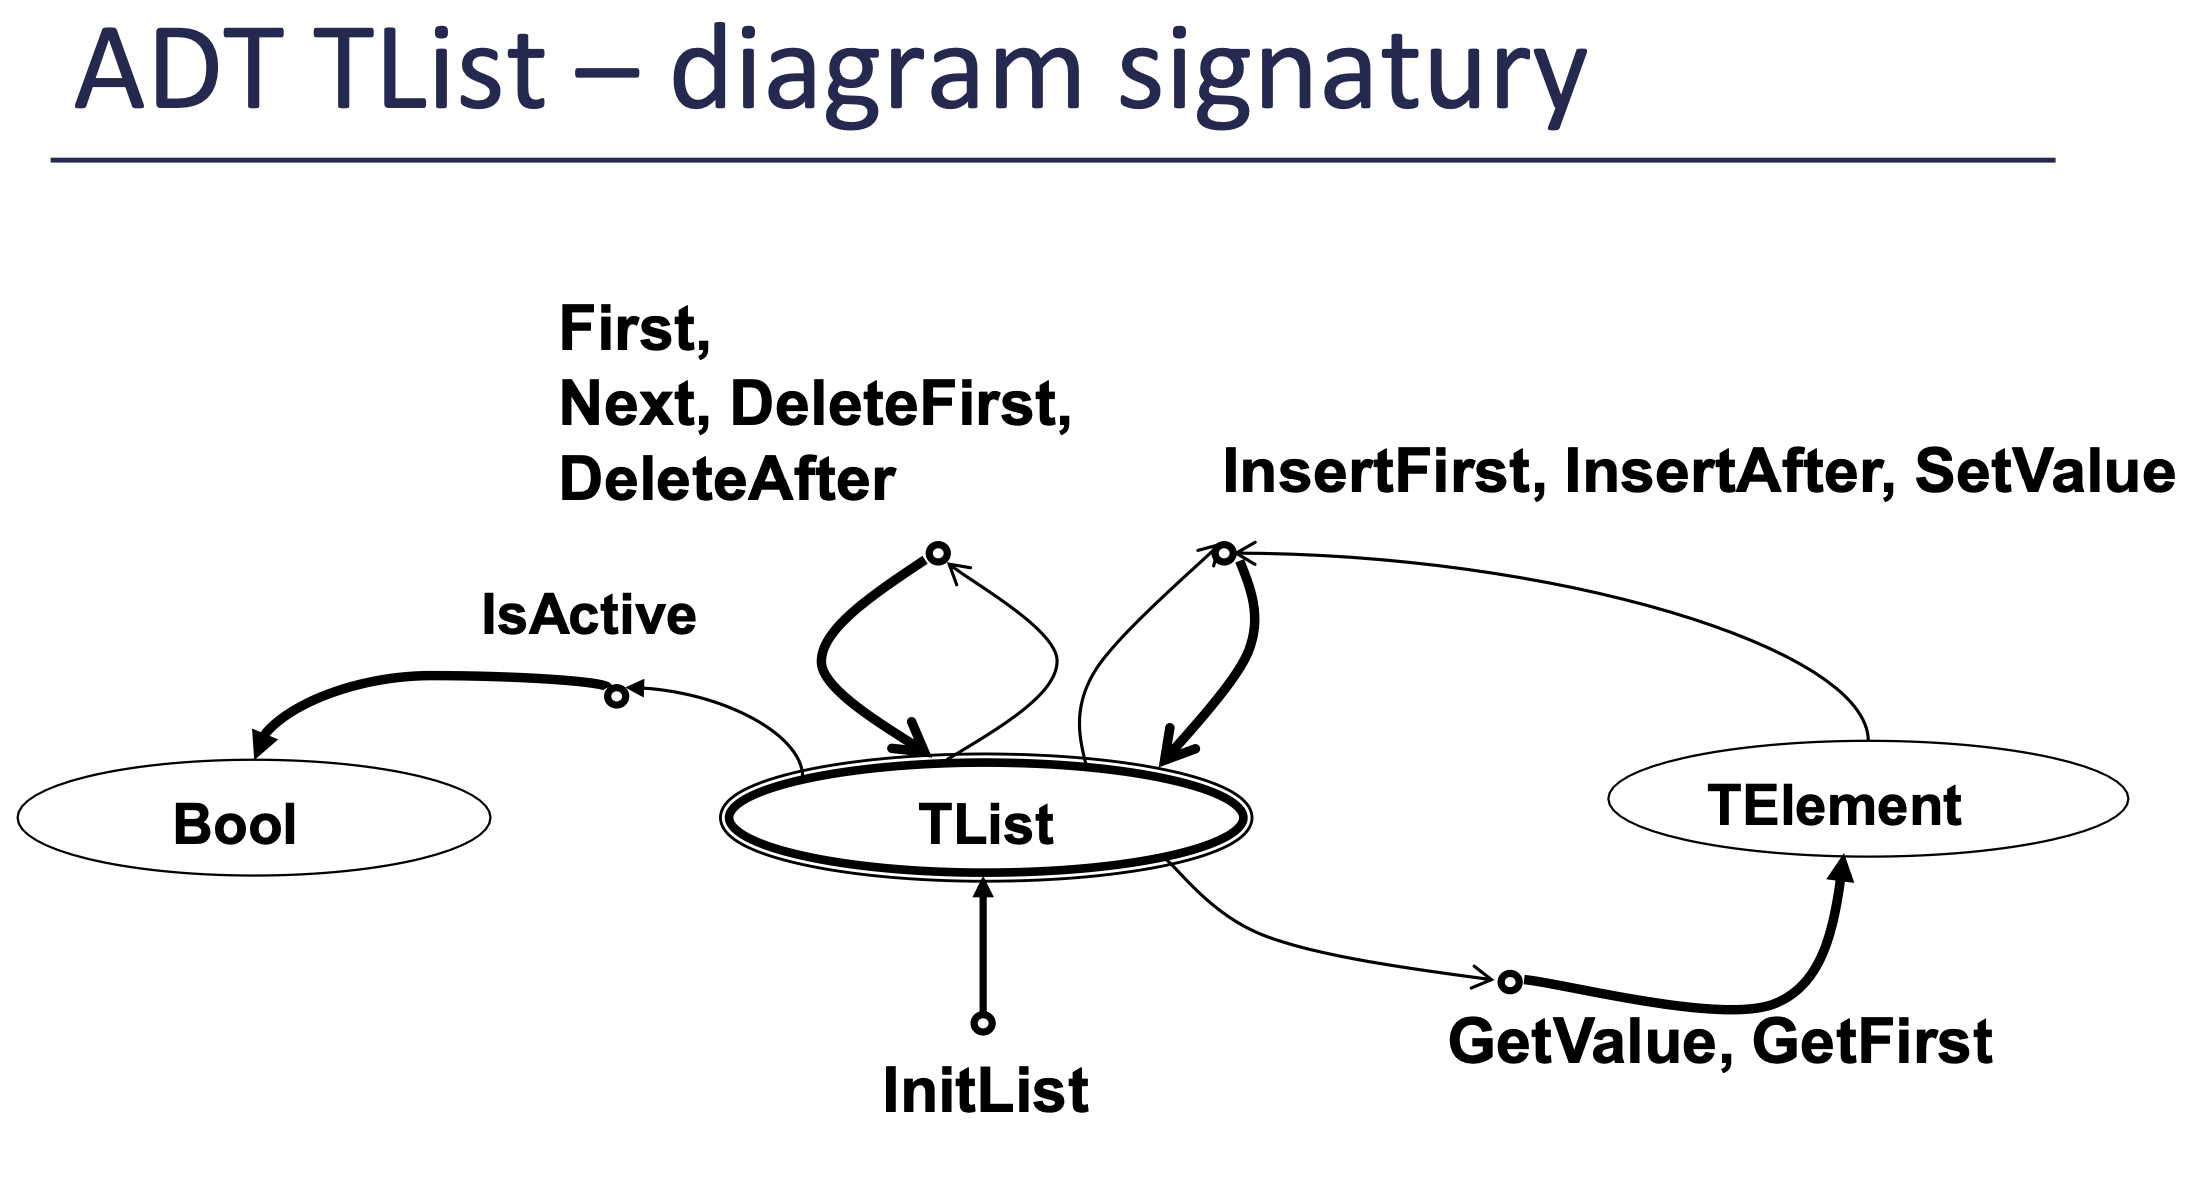 ADT TList – diagram signatury
First,
Next, DeleteFirst,
DeleteAfter
InsertFirst, InsertAfter, SetValue
IsActive
Bool
TList
TElement
GetValue, GetFirst
InitList